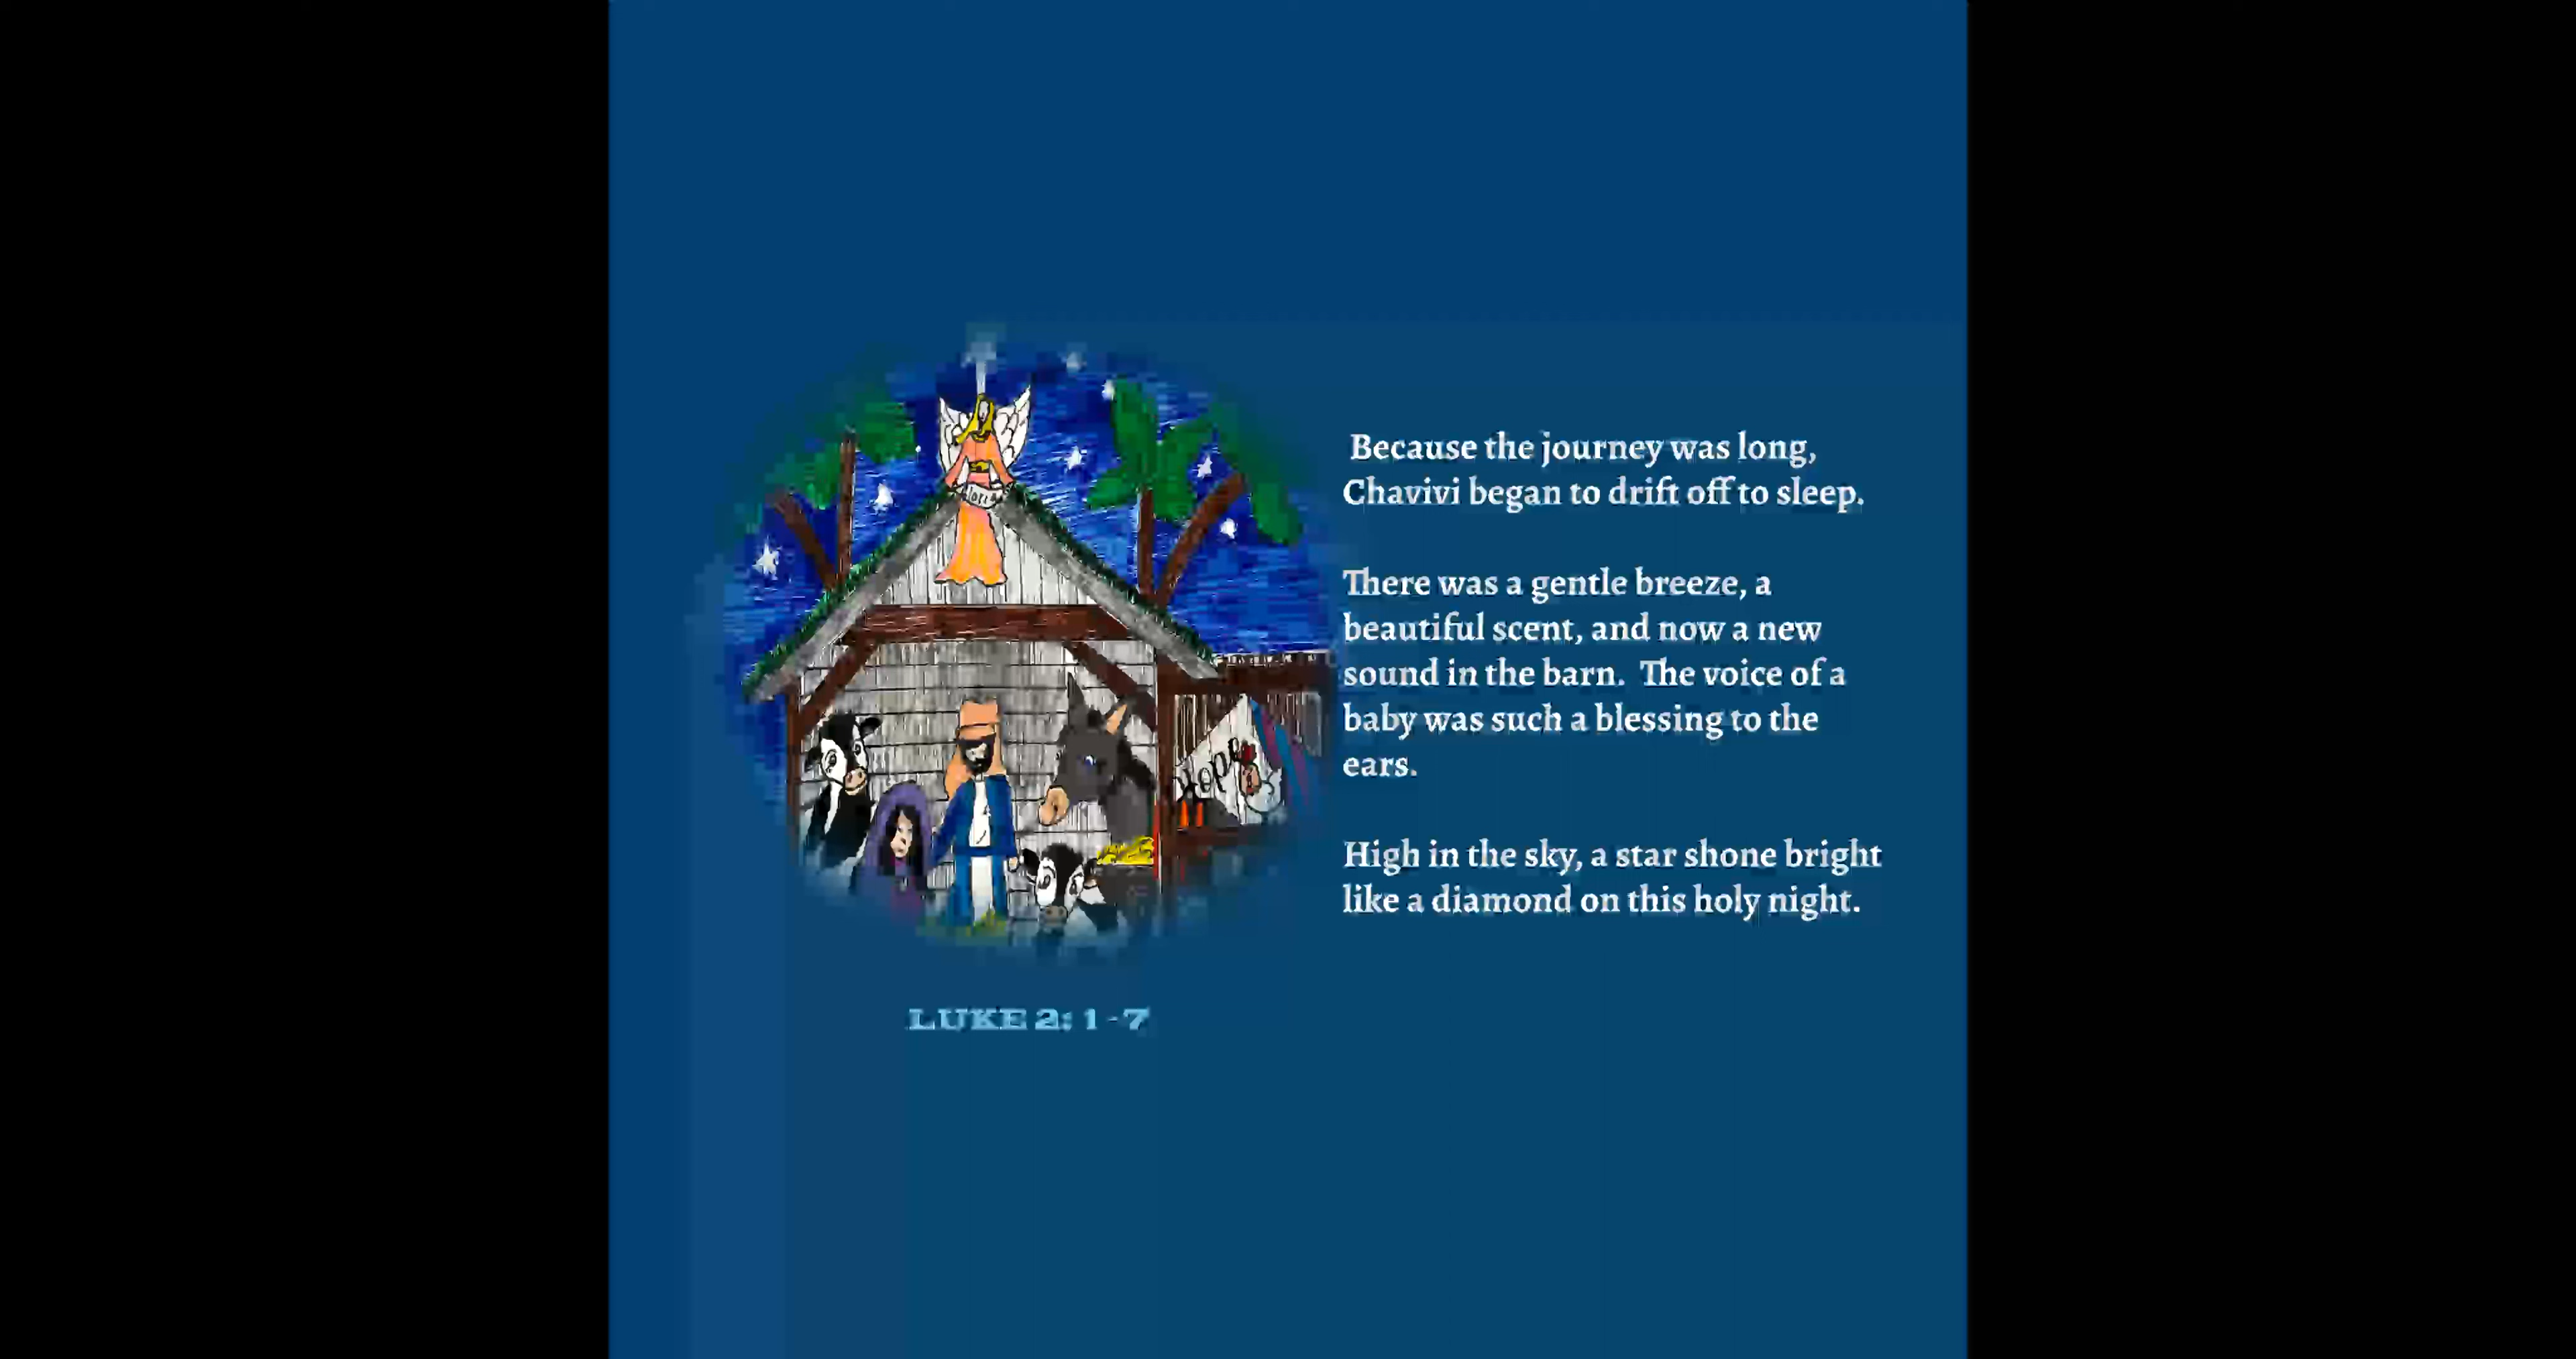 Because the journey was long,
Chavivi began to drift off to sleep.
There was a gentle breeze, a
beautiful scent, and now a new
sound in the barn.  The voice of a
baby was such a blessing to the
ears.
High in the sky, a star shone bright
like a diamond on this holy night.
Hope
LUKE 2: 1 - 7